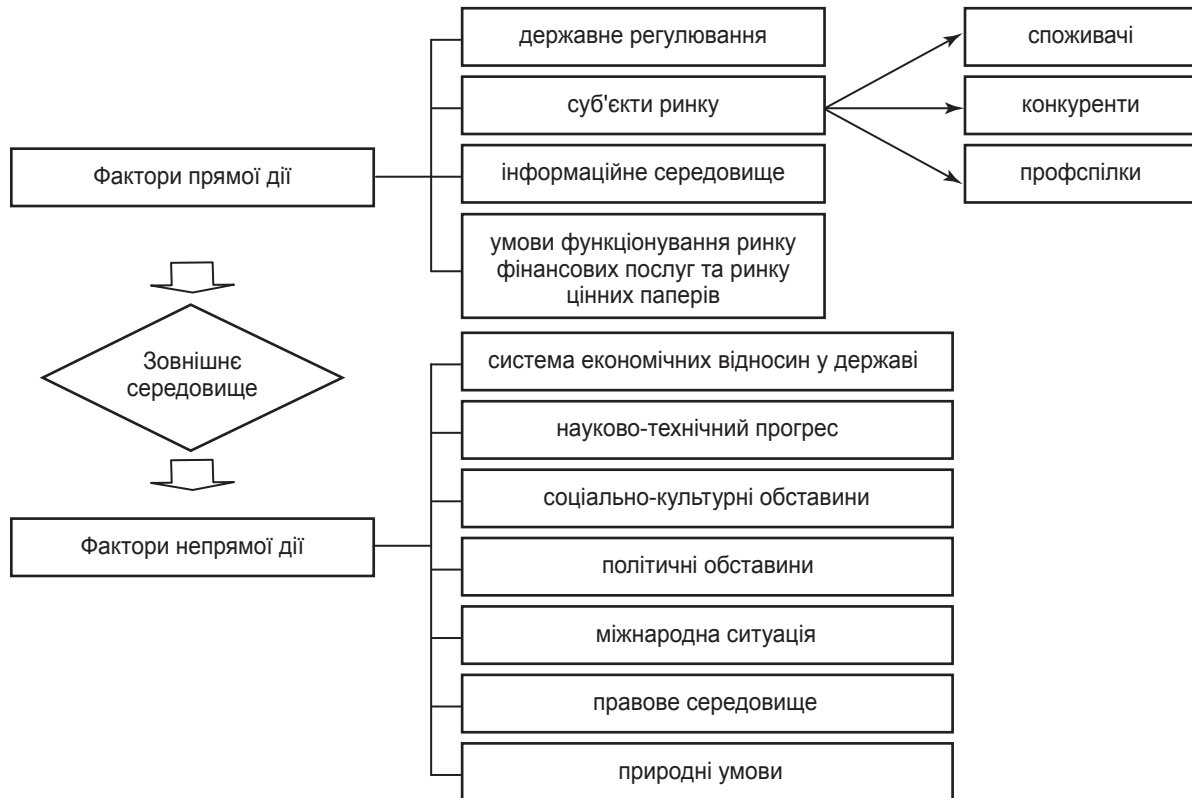 державне регулювання
споживачі
суб'єкти ринку
конкуренти
Фактори прямої дії
інформаційне середовище
профспілки
умови функціонування ринку
фінансових послуг та ринку
цінних паперів
Зовнішнє
середовище
система економічних відносин у державі
науково-технічний прогрес
соціально-культурні обставини
Фактори непрямої дії
політичні обставини
міжнародна ситуація
правове середовище
природні умови